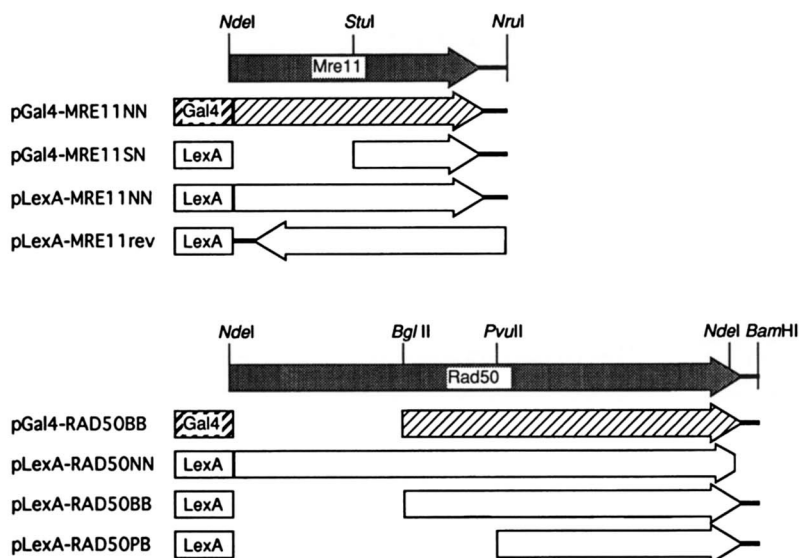 NdeI StuI NruI
Mre11
pGal4-MRE11NN Gal4
pGal4-MRE11SN LexA
pLexA-MRE11NN LexA
pLexA-MRE11rev LexA
NdeI Bgl II PvuII NdeI BamHI
Rad50
pGal4-RAD50BB Gal4
pLexA-RAD50NN LexA
pLexA-RAD50BB LexA
pLexA-RAD50PB LexA